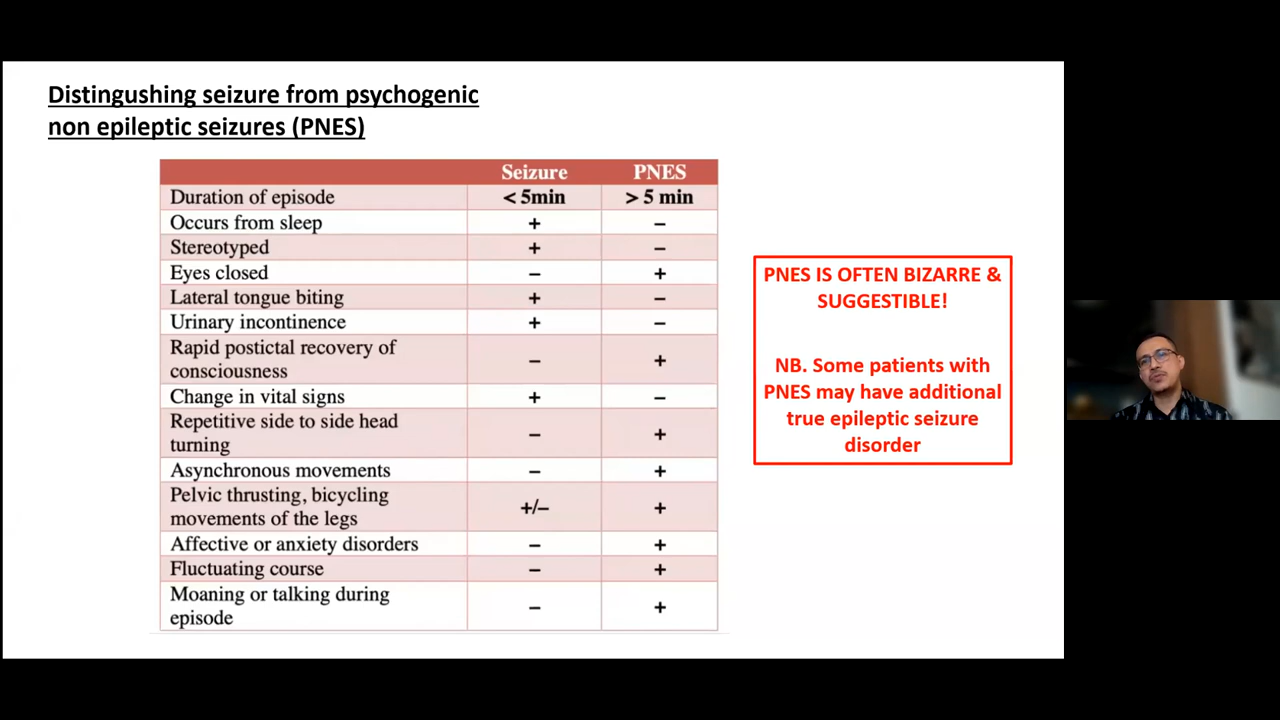 Distingushing seizure from psychogenic
non epileptic seizures (PNES)
Seizure PNES
Duration of episode < 5min > 5 min
Occurs from sleep + –
Stereotyped + –
Eyes closed – +
Lateral tongue biting + –
Urinary incontinence + –
Rapid postictal recovery of
consciousness – +
Change in vital signs + –
Repetitive side to side head
turning – +
Asynchronous movements – +
Pelvic thrusting, bicycling
movements of the legs +/– +
Affective or anxiety disorders – +
Fluctuating course – +
Moaning or talking during
episode – +
PNES IS OFTEN BIZARRE &
SUGGESTIBLE!
NB. Some patients with
PNES may have additional
true epileptic seizure
disorder